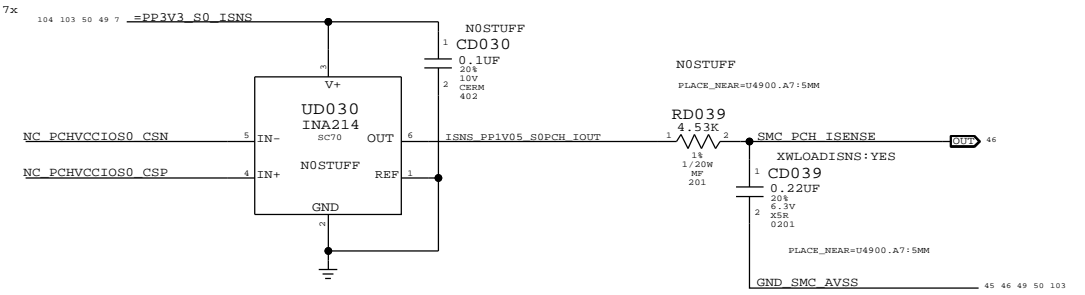 7x
104 103 50 49 7 =PP3V3_S0_ISNS
N0STUFF
1 CD030
0.1UF
20%
10V
2 CERM
402
3
V+
UD030
INA214
SC70
N0STUFF
NC_PCHVCCIOS0_CSN 5 IN-
NC_PCHVCCIOS0_CSP 4 IN+
OUT 6 ISNS_PP1V05_S0PCH_IOUT
REF 1
GND
2
N0STUFF
PLACE_NEAR=U4900.A7:5MM
RD039
1 4.53K 2
1%
1/20W
MF
201
SMC_PCH_ISENSE OUT 46
XWLOADISNS:YES
1 CD039
0.22UF
20%
6.3V
2 X5R
0201
PLACE_NEAR=U4900.A7:5MM
GND_SMC_AVSS 45 46 49 50 103